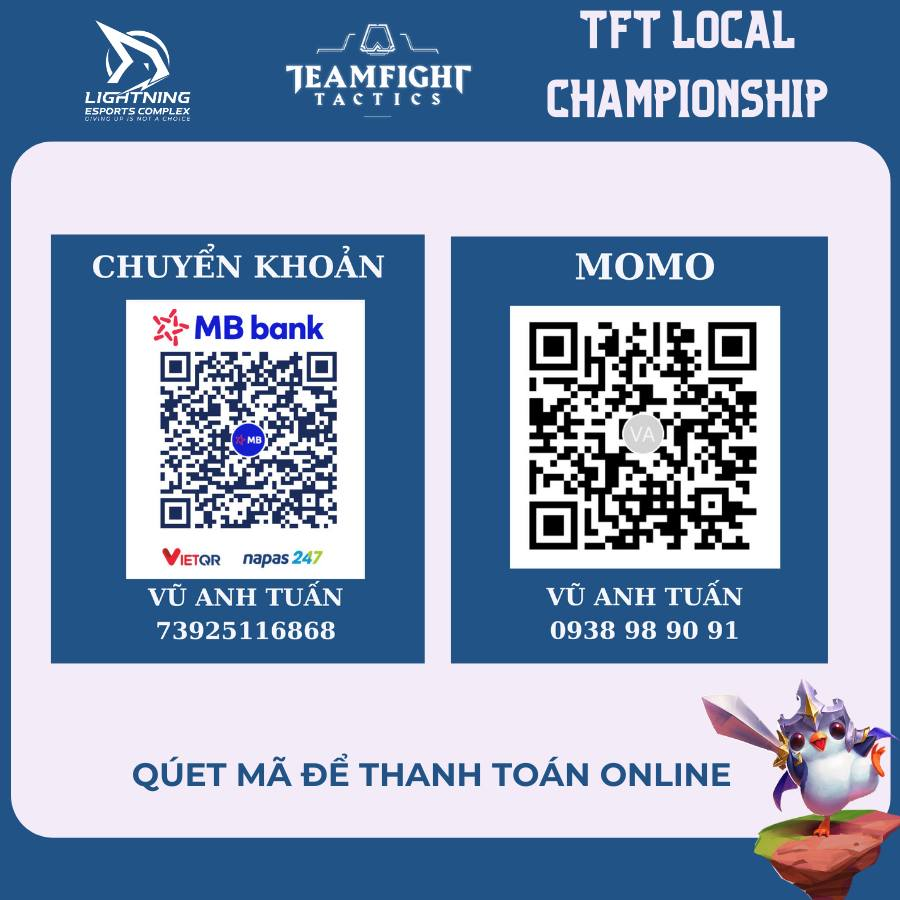 LIGHTNING
ESPORTS COMPLEX
GIVING UP IS NOT A CHOICE
TEAMFIGHT
TACTICS
TFT LOCAL
CHAMPIONSHIP
CHUYỂN KHOẢN
MB bank
MB
VIETQR napas 247
VŨ ANH TUẤN
73925116868
MOMO
VA
VŨ ANH TUẤN
0938 98 90 91
QÚET MÃ ĐỂ THANH TOÁN ONLINE